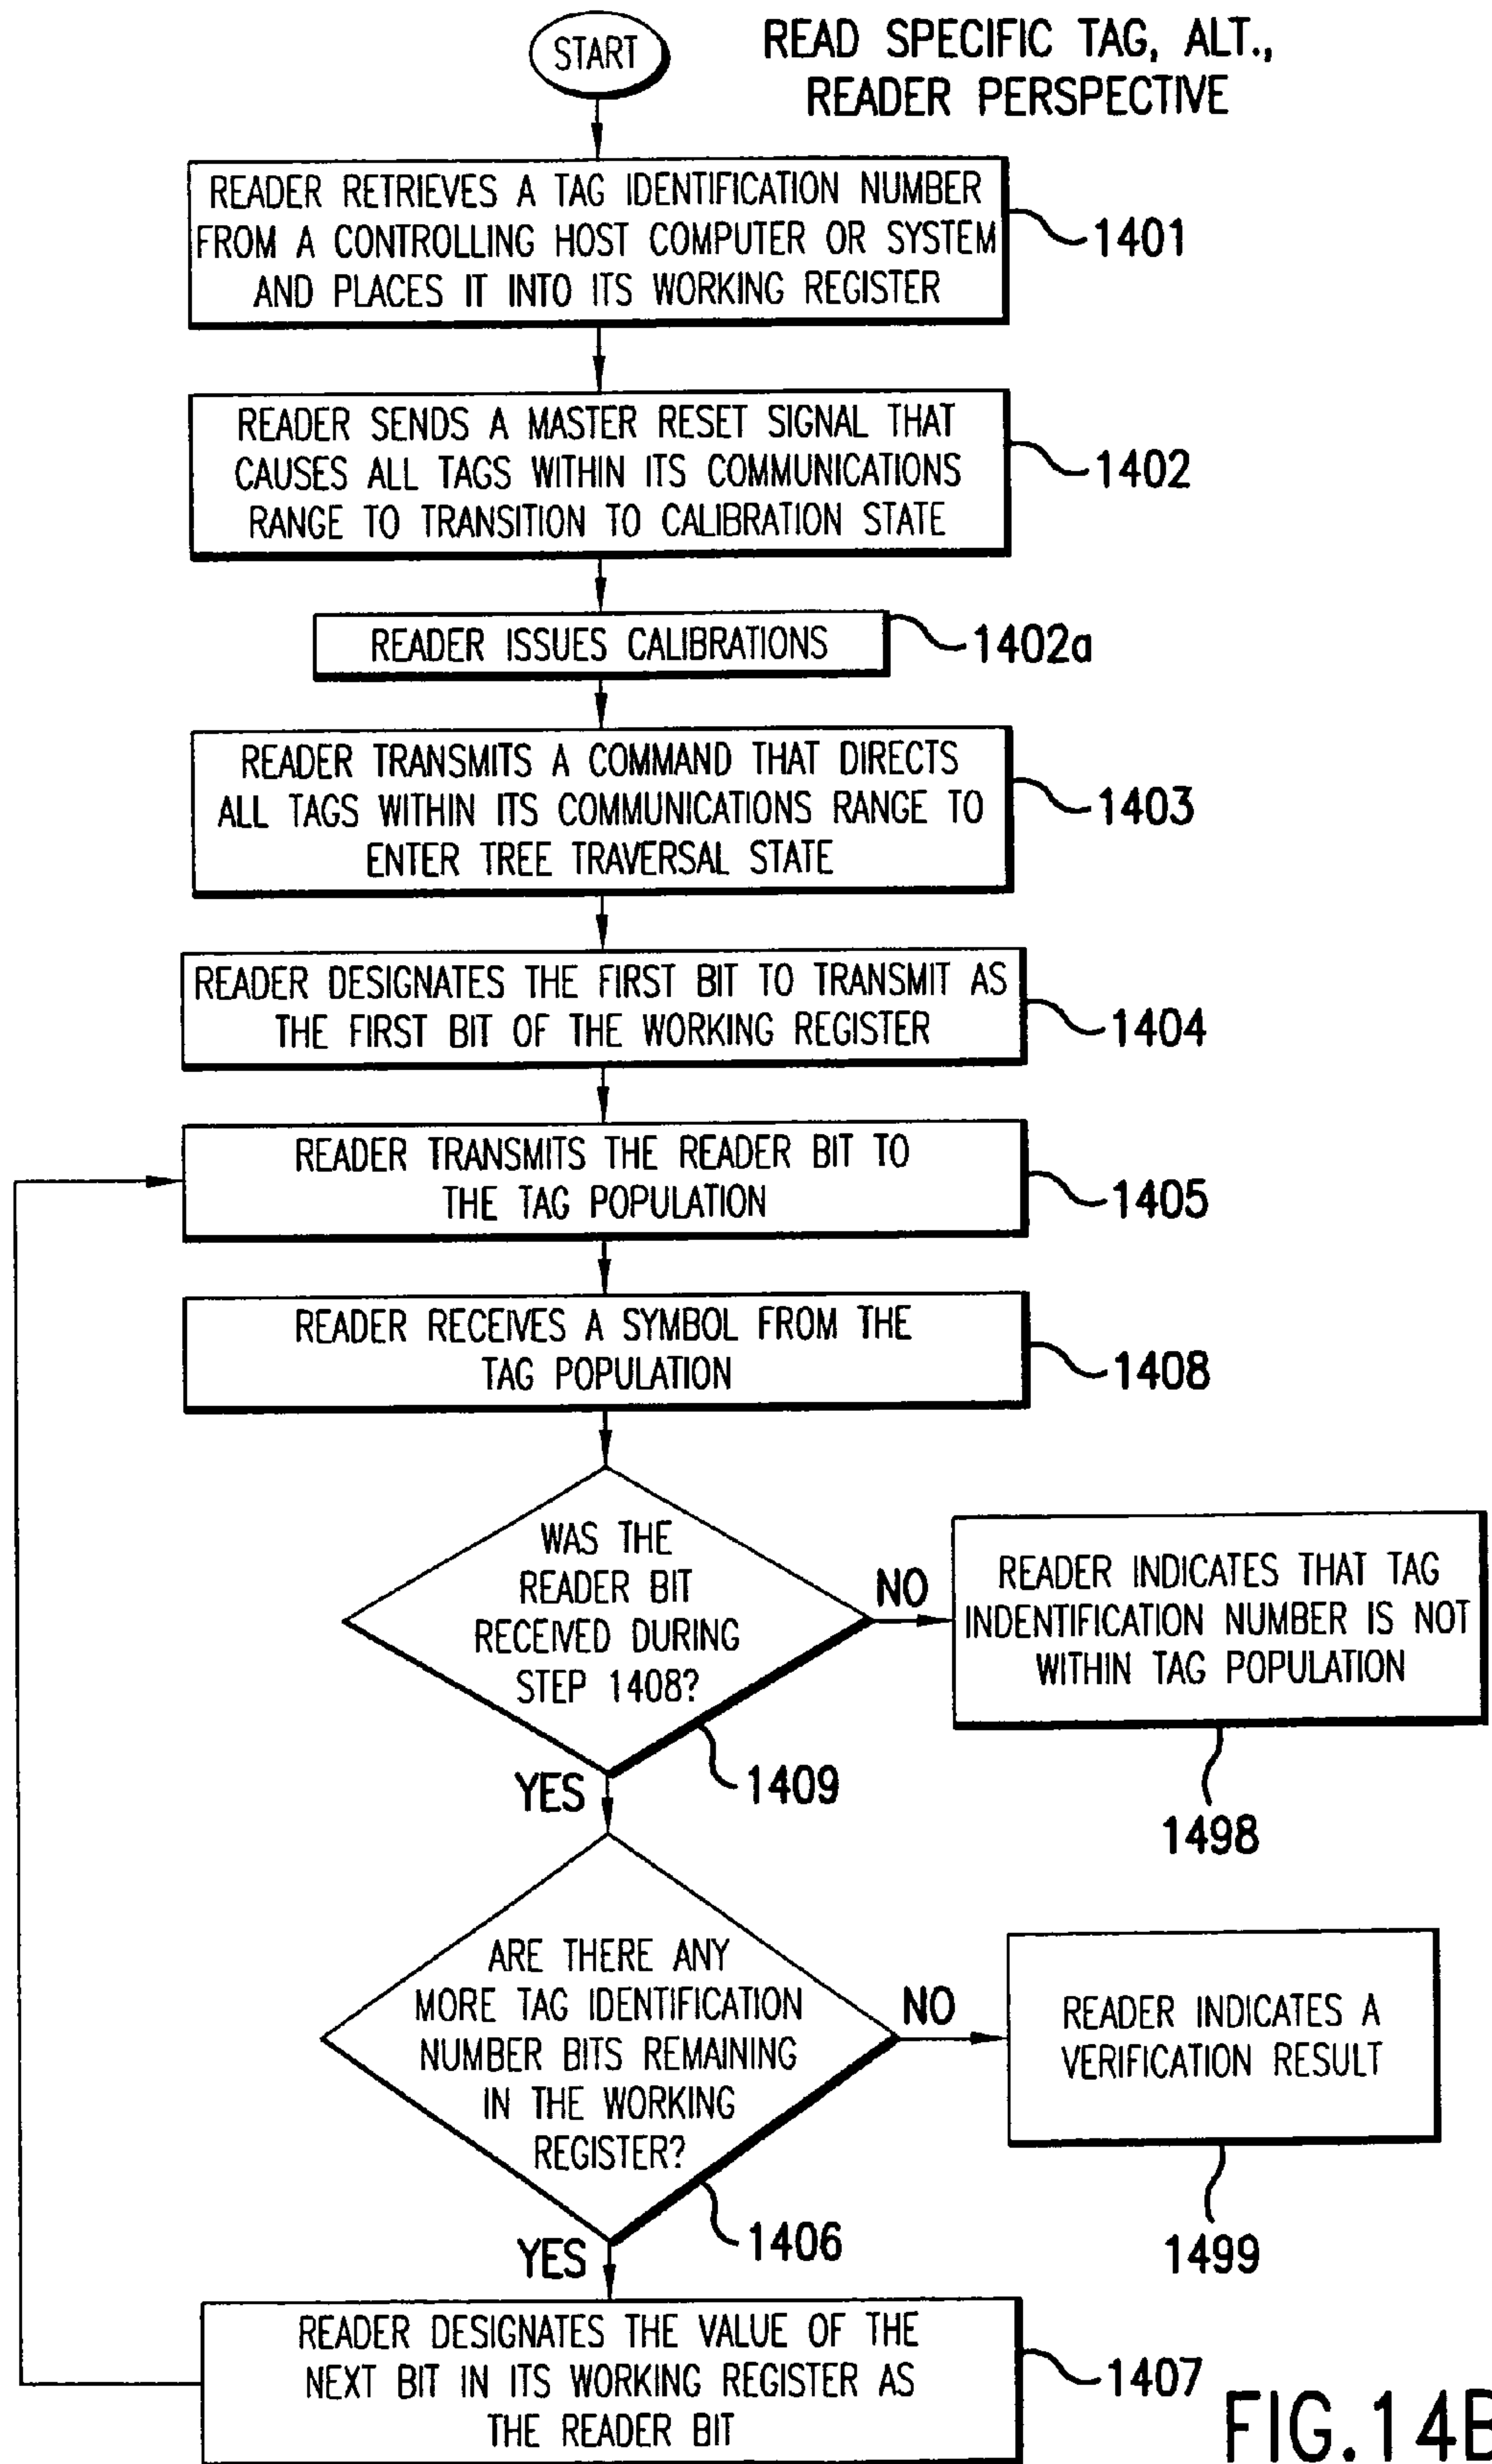 START
READ SPECIFIC TAG, ALT.,
READER PERSPECTIVE
READER RETRIEVES A TAG IDENTIFICATION NUMBER
FROM A CONTROLLING HOST COMPUTER OR SYSTEM
AND PLACES IT INTO ITS WORKING REGISTER
1401
READER SENDS A MASTER RESET SIGNAL THAT
CAUSES ALL TAGS WITHIN ITS COMMUNICATIONS
RANGE TO TRANSITION TO CALIBRATION STATE
1402
READER ISSUES CALIBRATIONS
1402a
READER TRANSMITS A COMMAND THAT DIRECTS
ALL TAGS WITHIN ITS COMMUNICATIONS RANGE TO
ENTER TREE TRAVERSAL STATE
1403
READER DESIGNATES THE FIRST BIT TO TRANSMIT AS
THE FIRST BIT OF THE WORKING REGISTER
1404
READER TRANSMITS THE READER BIT TO
THE TAG POPULATION
1405
READER RECEIVES A SYMBOL FROM THE
TAG POPULATION
1408
WAS THE
READER BIT
RECEIVED DURING
STEP 1408?
1409
NO
READER INDICATES THAT TAG
INDENTIFICATION NUMBER IS NOT
WITHIN TAG POPULATION
1498
YES
ARE THERE ANY
MORE TAG IDENTIFICATION
NUMBER BITS REMAINING
IN THE WORKING
REGISTER?
1406
NO
READER INDICATES A
VERIFICATION RESULT
1499
YES
READER DESIGNATES THE VALUE OF THE
NEXT BIT IN ITS WORKING REGISTER AS
THE READER BIT
1407
FIG.14B